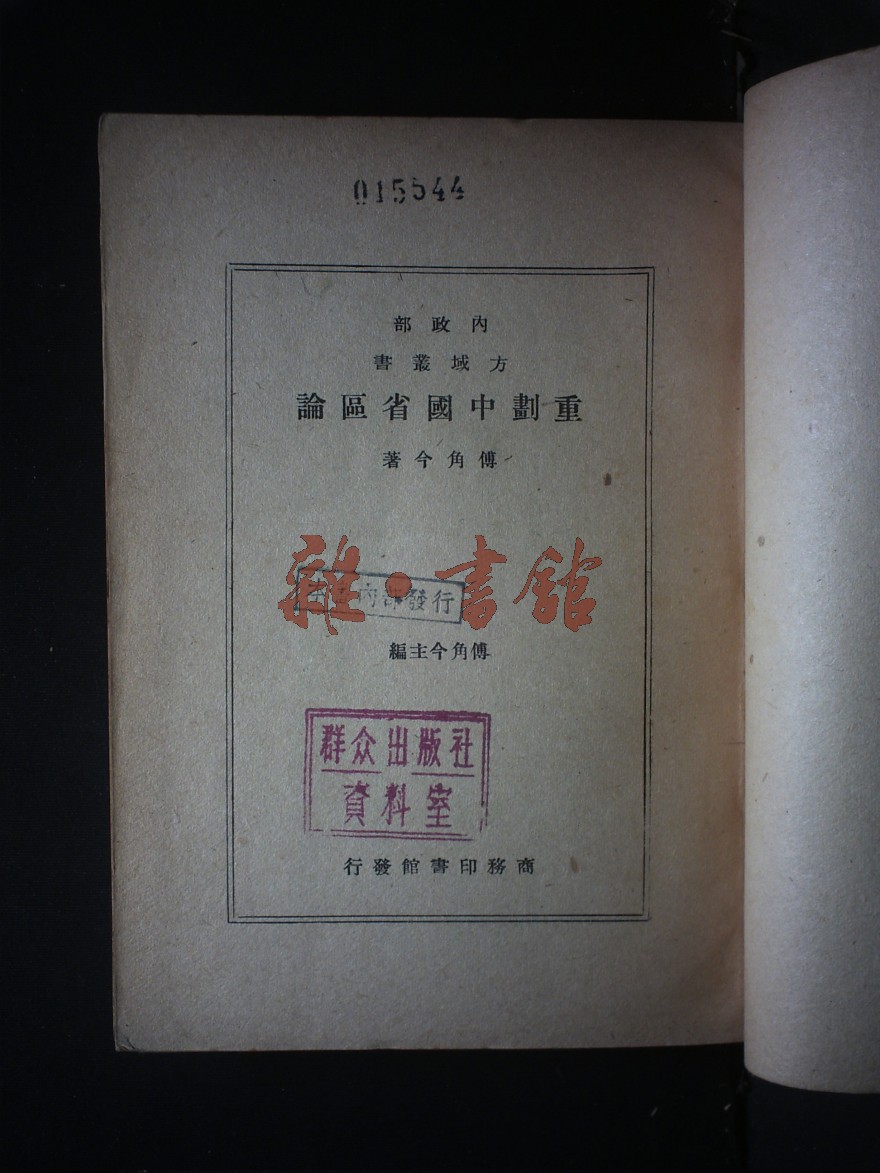 015544
內政部
方域叢書
重劃中國省區論
傅角今著
雜·書館
內部發行
傅角今主編
群众出版社
資料室
商務印書館發行